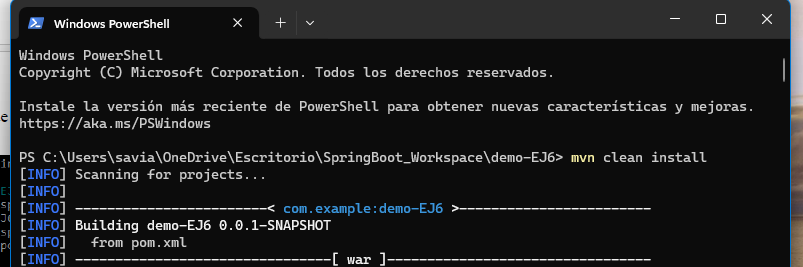 Windows PowerShell
Windows PowerShell
Copyright (C) Microsoft Corporation. Todos los derechos reservados.
Instale la versión más reciente de PowerShell para obtener nuevas características y mejoras.
https://aka.ms/PSWindows
PS C:\Users\savia\OneDrive\Escritorio\SpringBoot_Workspace\demo-EJ6> mvn clean install
[INFO] Scanning for projects...
[INFO]
[INFO] -----------------------< com.example:demo-EJ6 >------------------------
[INFO] Building demo-EJ6 0.0.1-SNAPSHOT
[INFO]   from pom.xml
[INFO] --------------------------------[ war ]---------------------------------